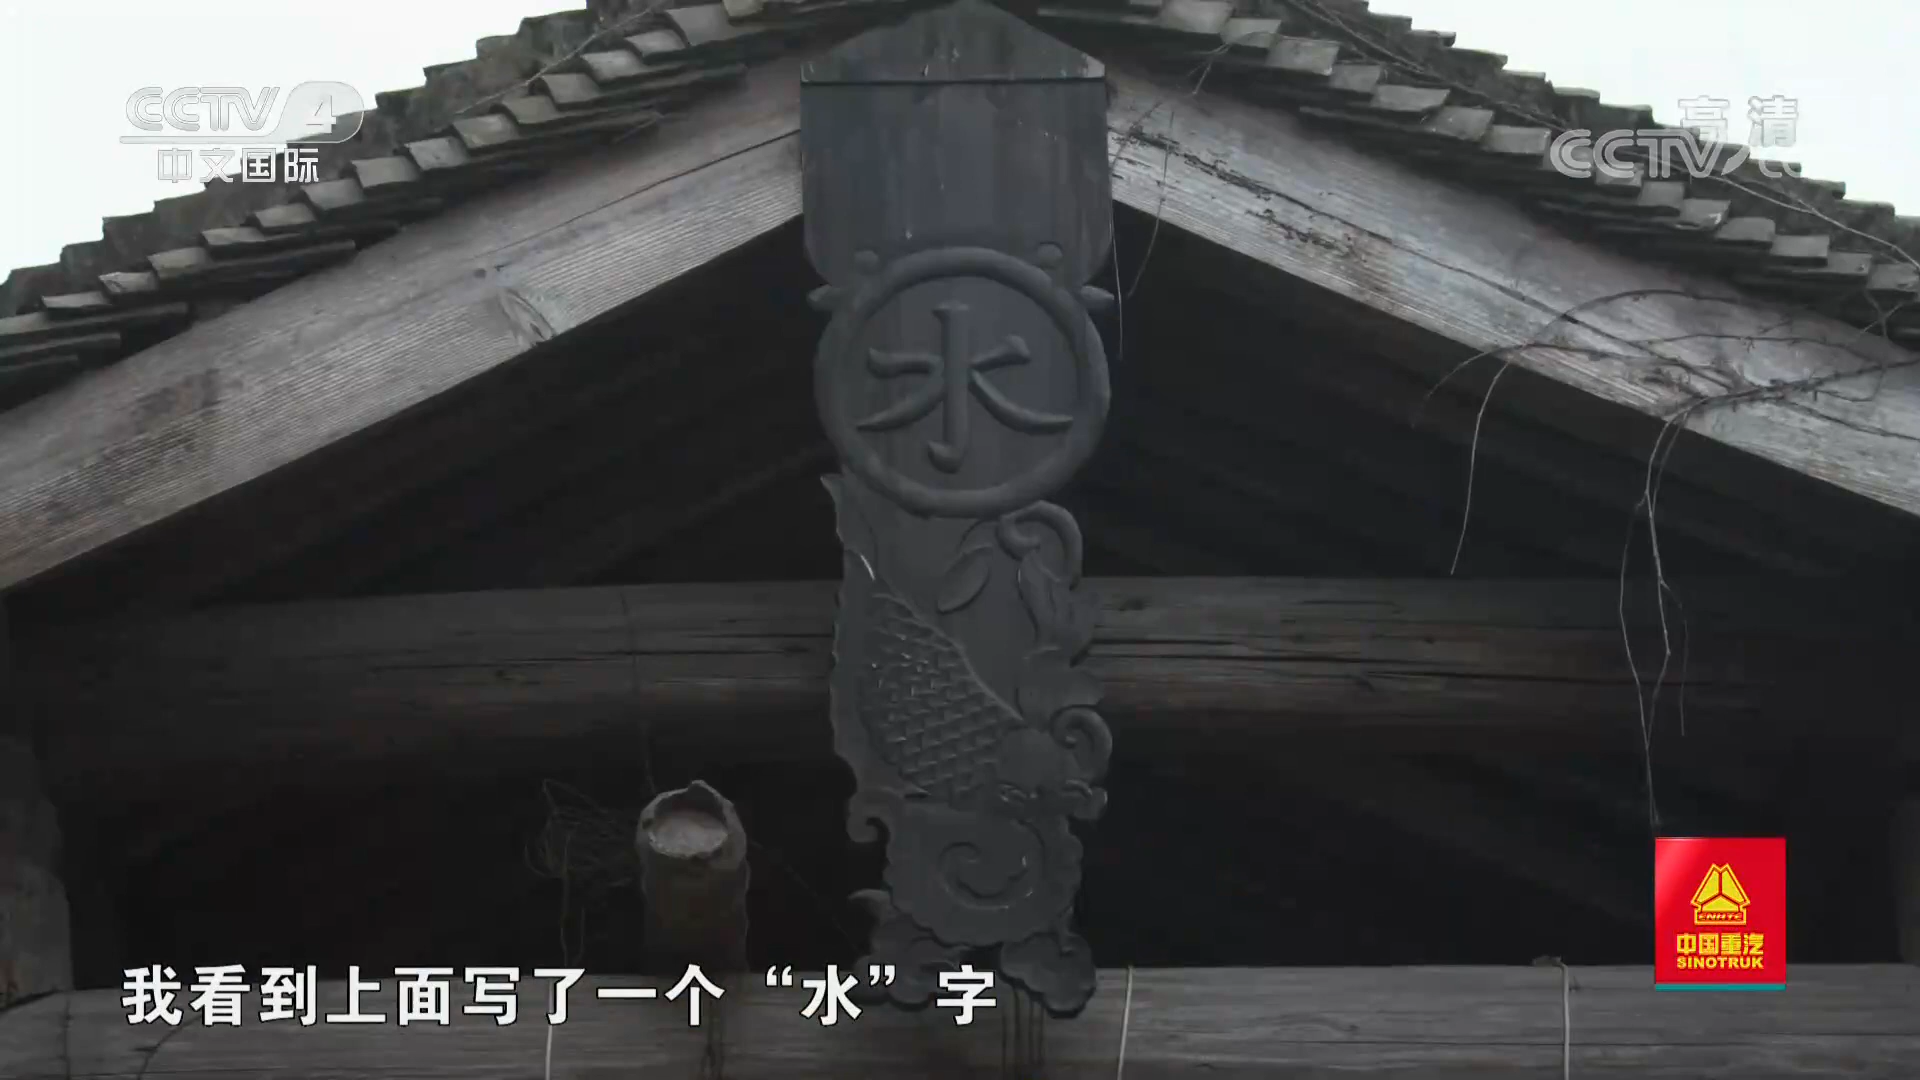 CCTV 4
中文国际
高清
CCTV.
水
ENHTE
中国重汽
SINOTRUK
我看到上面写了一个“水”字